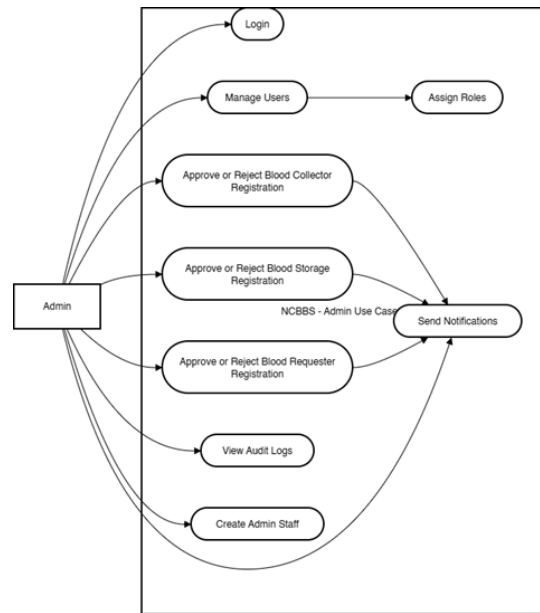 Login
Manage Users
Assign Roles
Approve or Reject Blood Collector
Registration
Approve or Reject Blood Storage
Registration
Admin
NCBBS - Admin Use Case
Send Notifications
Approve or Reject Blood Requester
Registration
View Audit Logs
Create Admin Staff